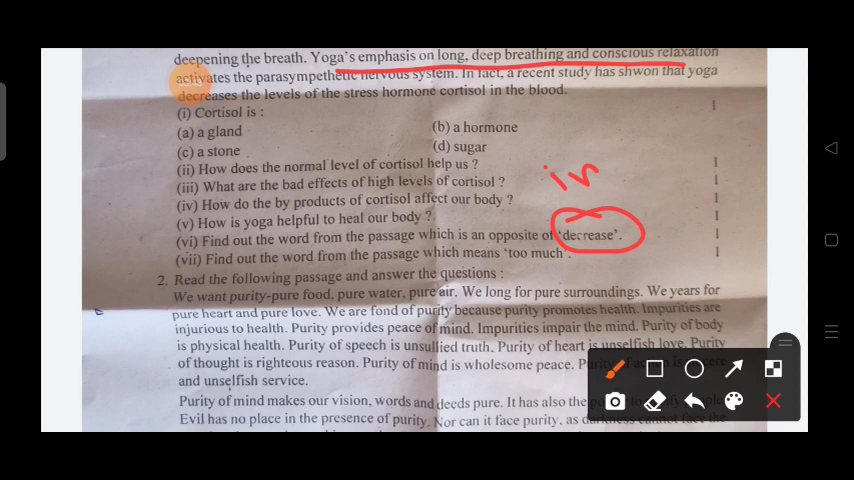 deepening the breath. Yoga's emphasis on long, deep breathing and conscious relaxation
activates the parasympethetic nervous system. In fact, a recent study has shwon that yoga
decreases the levels of the stress hormone cortisol in the blood.
(i) Cortisol is : 1
(a) a gland (b) a hormone
(c) a stone (d) sugar
(ii) How does the normal level of cortisol help us ? 1
(iii) What are the bad effects of high levels of cortisol ? 1
(iv) How do the by products of cortisol affect our body ? 1
(v) How is yoga helpful to heal our body ? 1
in
(vi) Find out the word from the passage which is an opposite of 'decrease'. 1
(vii) Find out the word from the passage which means 'too much'. 1
2. Read the following passage and answer the questions :
We want purity-pure food, pure water, pure air. We long for pure surroundings. We years for
pure heart and pure love. We are fond of purity because purity promotes health. Impurities are
injurious to health. Purity provides peace of mind. Impurities impair the mind. Purity of body
is physical health. Purity of speech is unsullied truth. Purity of heart is unselfish love. Purity
of thought is righteous reason. Purity of mind is wholesome peace.
and unselfish service.
Purity of mind makes our vision, words and deeds pure. It has also the
Evil has no place in the presence of purity. Nor can it face purity, as darkness cannot face the